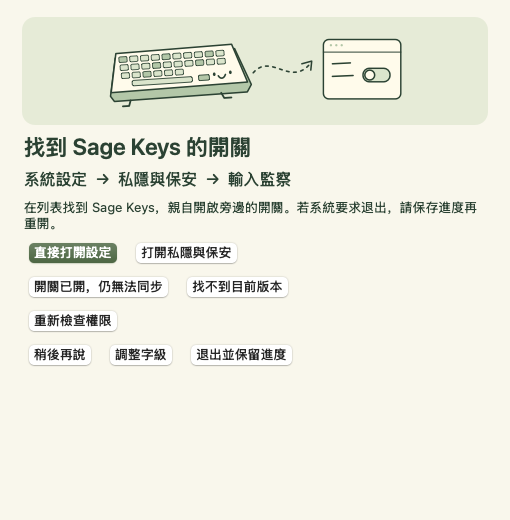 找到 Sage Keys 的開關
系統設定 → 私隱與保安 → 輸入監察
在列表找到 Sage Keys，親自開啟旁邊的開關。若系統要求退出，請保存進度再
重開。
直接打開設定 打開私隱與保安
開關已開，仍無法同步 找不到目前版本
重新檢查權限
稍後再說 調整字級 退出並保留進度